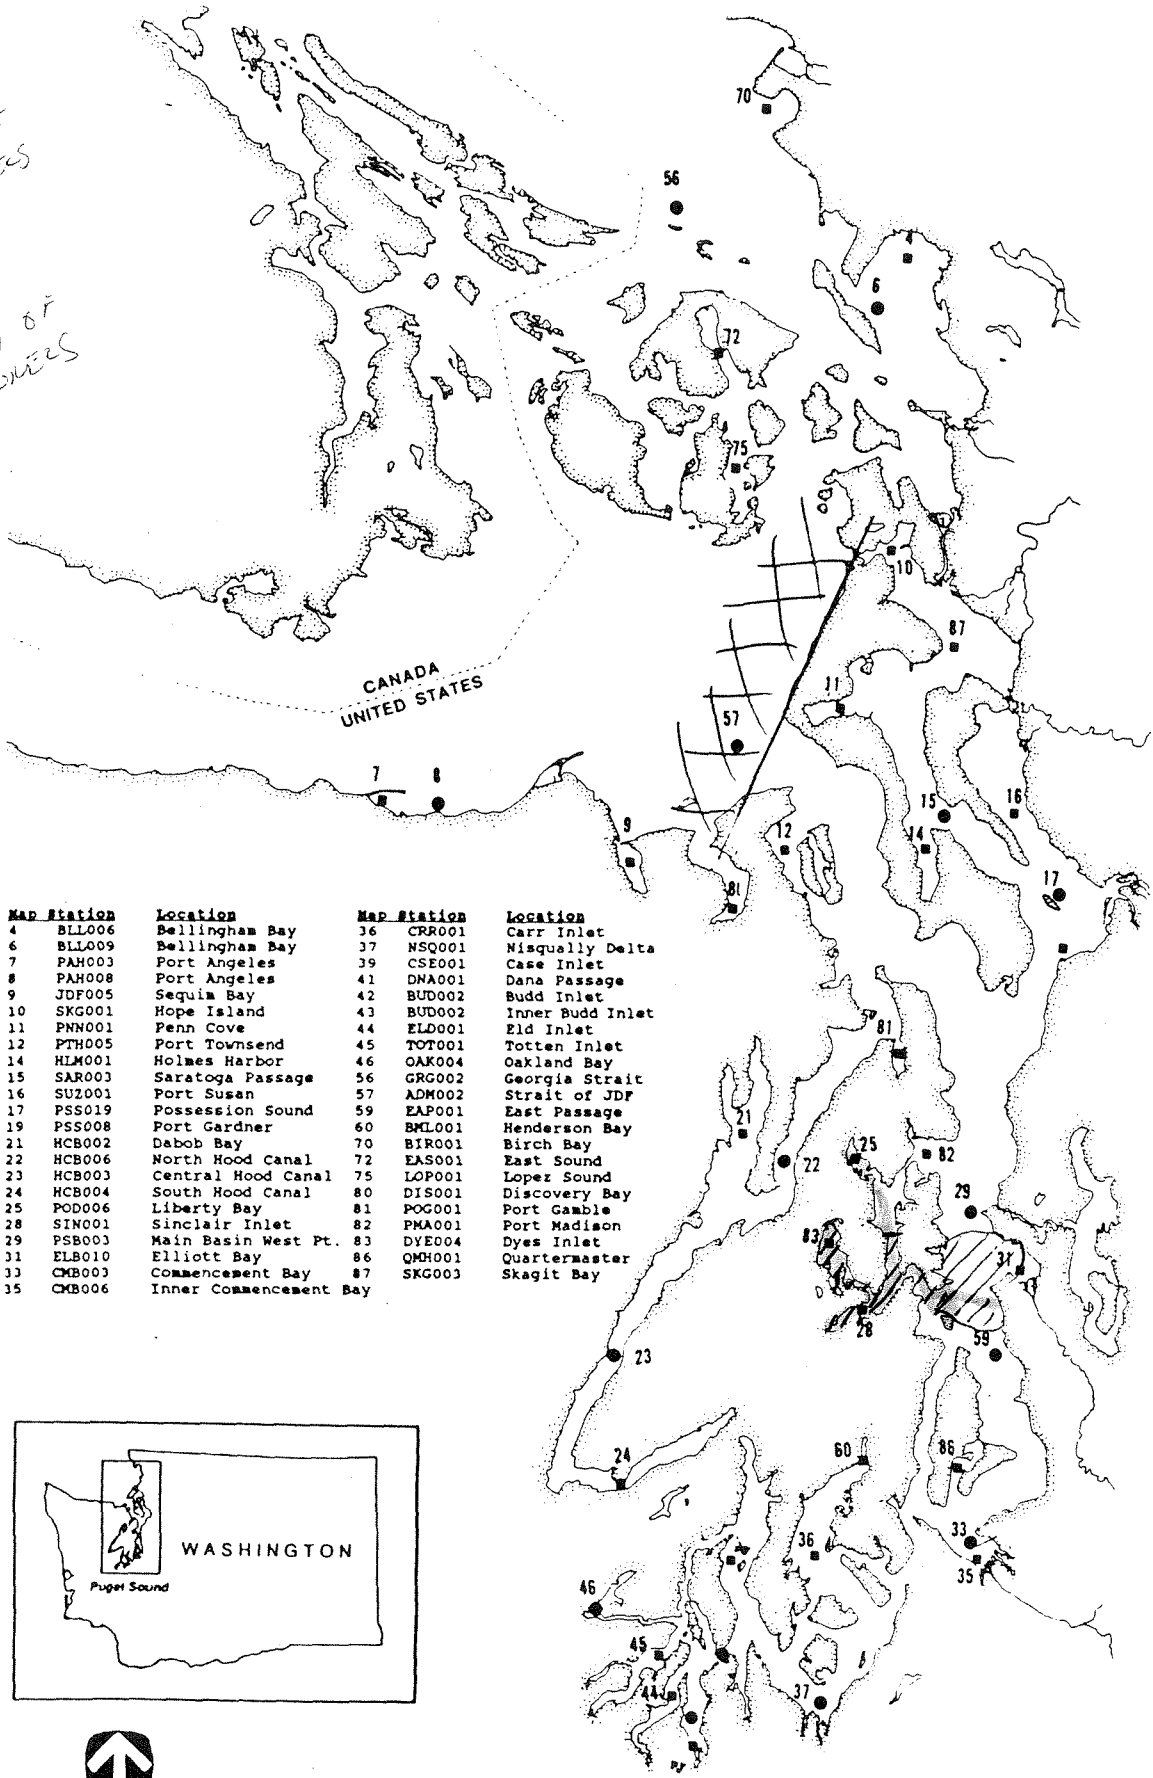 70
56
4
6
72
OF
75
10
87
CANADA
UNITED STATES
11
57
7
8
15
16
9
12
14
17
81
Map Station Location Map Station Location
4 BLL006 Bellingham Bay 36 CRR001 Carr Inlet
6 BLL009 Bellingham Bay 37 NSQ001 Nisqually Delta
7 PAH003 Port Angeles 39 CSE001 Case Inlet
8 PAH008 Port Angeles 41 DNA001 Dana Passage
9 JDF005 Sequim Bay 42 BUD002 Budd Inlet
10 SKG001 Hope Island 43 BUD002 Inner Budd Inlet
11 PNN001 Penn Cove 44 ELD001 Eld Inlet
12 PTH005 Port Townsend 45 TOT001 Totten Inlet
14 HLM001 Holmes Harbor 46 OAK004 Oakland Bay
15 SAR003 Saratoga Passage 56 GRG002 Georgia Strait
16 SUZ001 Port Susan 57 ADM002 Strait of JDF
17 PSS019 Possession Sound 59 EAP001 East Passage
19 PSS008 Port Gardner 60 BML001 Henderson Bay
21 HCB002 Dabob Bay 70 BIR001 Birch Bay
22 HCB006 North Hood Canal 72 EAS001 East Sound
23 HCB003 Central Hood Canal 75 LOP001 Lopez Sound
24 HCB004 South Hood Canal 80 DIS001 Discovery Bay
25 POD006 Liberty Bay 81 POG001 Port Gamble
28 SIN001 Sinclair Inlet 82 PMA001 Port Madison
29 PSB003 Main Basin West Pt. 83 DYE004 Dyes Inlet
31 ELB010 Elliott Bay 86 QMH001 Quartermaster
33 CMB003 Commencement Bay 87 SKG003 Skagit Bay
35 CMB006 Inner Commencement Bay
81
21
22
25
82
29
83
31
28
59
23
24
60
86
WASHINGTON
Puget Sound
36
33
35
46
45
44
37